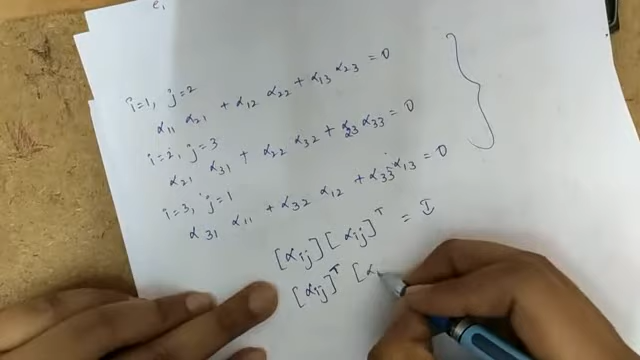 e₁
i=1, j=2
α₁₁ α₂₁ + α₁₂ α₂₂ + α₁₃ α₂₃ = 0
i=2, j=3
α₂₁ α₃₁ + α₂₂ α₃₂ + α₂₃ α₃₃ = 0
i=3, j=1
α₃₁ α₁₁ + α₃₂ α₁₂ + α₃₃ α₁₃ = 0
[αᵢⱼ] [αᵢⱼ]ᵀ = I
[αᵢⱼ]ᵀ [α